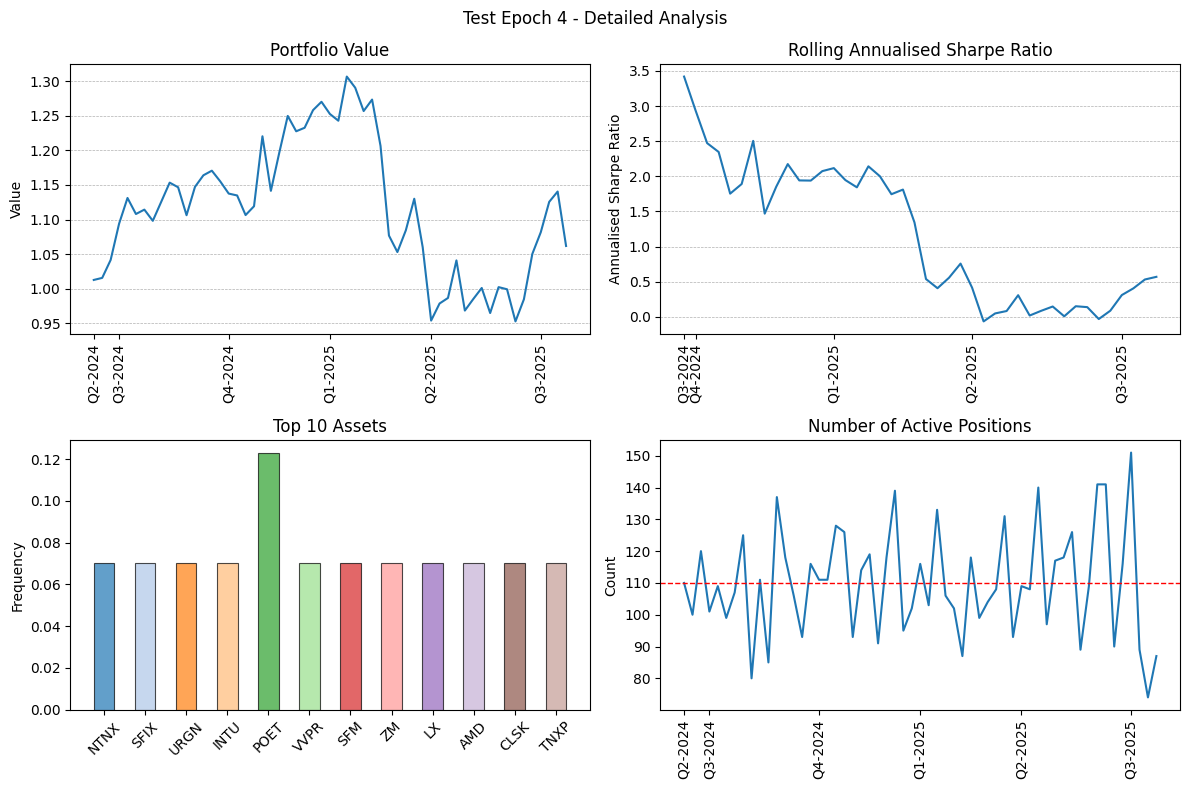 Test Epoch 4 - Detailed Analysis
Portfolio Value
Value
1.30
1.25
1.20
1.15
1.10
1.05
1.00
0.95
Q2-2024
Q3-2024
Q4-2024
Q1-2025
Q2-2025
Q3-2025
Rolling Annualised Sharpe Ratio
Annualised Sharpe Ratio
3.5
3.0
2.5
2.0
1.5
1.0
0.5
0.0
Q3-2024
Q4-2024
Q1-2025
Q2-2025
Q3-2025
Top 10 Assets
Frequency
0.12
0.10
0.08
0.06
0.04
0.02
0.00
NTNX
SFIX
URGN
INTU
POET
VVPR
SFM
ZM
LX
AMD
CLSK
TNXP
Number of Active Positions
Count
150
140
130
120
110
100
90
80
Q2-2024
Q3-2024
Q4-2024
Q1-2025
Q2-2025
Q3-2025